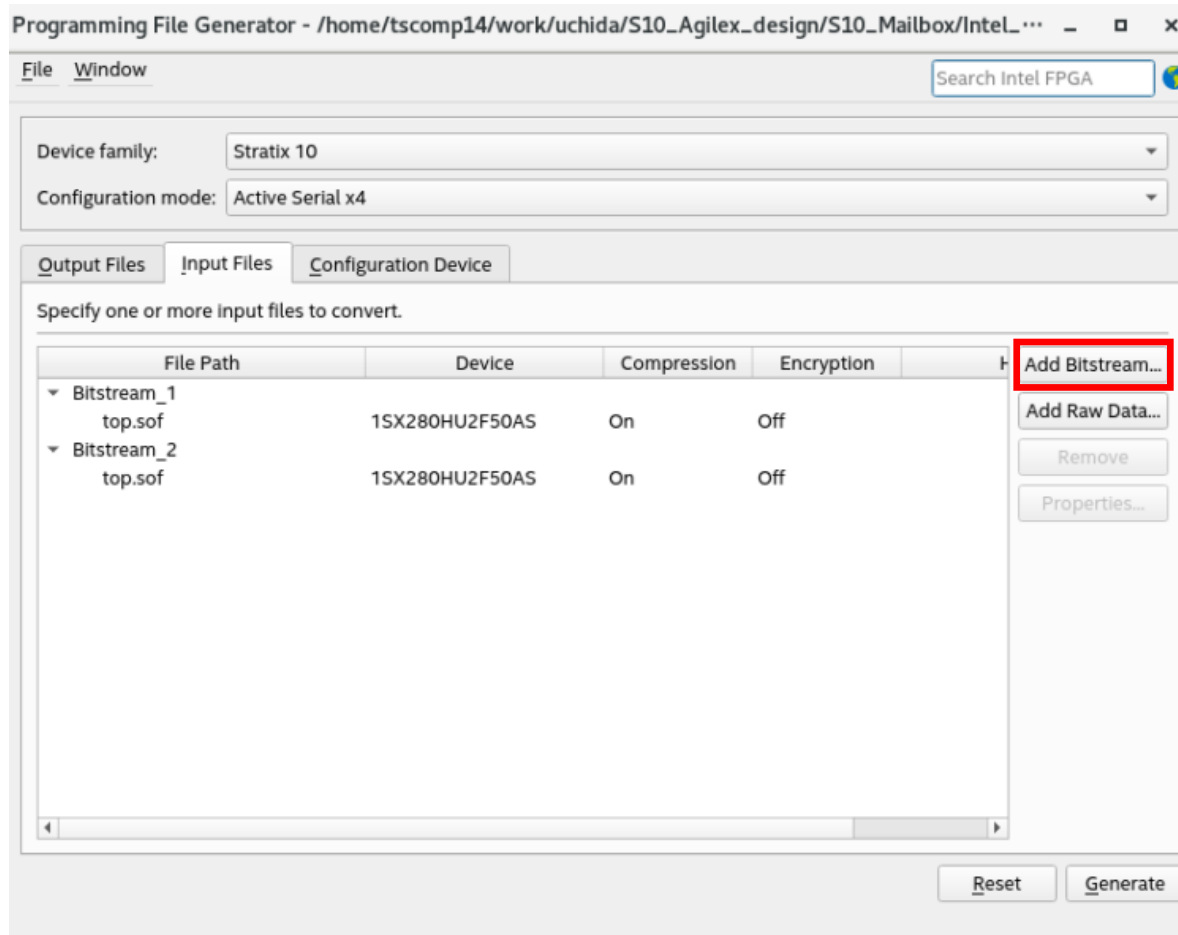 Programming File Generator - /home/tscomp14/work/uchida/S10_Agilex_design/S10_Mailbox/Intel_···
File Window Search Intel FPGA
Device family: Stratix 10
Configuration mode: Active Serial x4
Output Files Input Files Configuration Device
Specify one or more input files to convert.
File Path Device Compression Encryption H
Add Bitstream...
Bitstream_1
top.sof 1SX280HU2F50AS On Off
Add Raw Data...
Bitstream_2
Remove
top.sof 1SX280HU2F50AS On Off
Properties...
Reset Generate